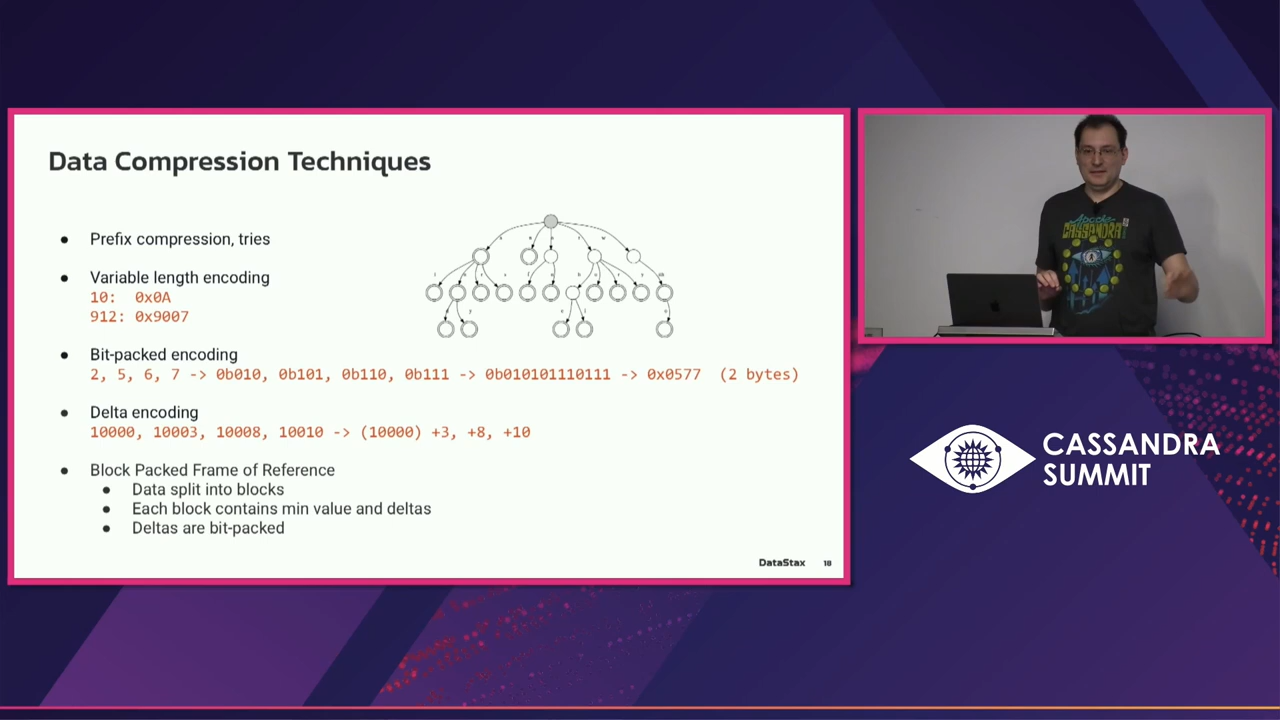 Data Compression Techniques
● Prefix compression, tries
● Variable length encoding
10: 0x0A
912: 0x9007
● Bit-packed encoding
2, 5, 6, 7 -> 0b010, 0b101, 0b110, 0b111 -> 0b010101110111 -> 0x0577 (2 bytes)
● Delta encoding
10000, 10003, 10008, 10010 -> (10000) +3, +8, +10
● Block Packed Frame of Reference
● Data split into blocks
● Each block contains min value and deltas
● Deltas are bit-packed
DataStax 18
Apache
CASSANDRA
CASSANDRA
SUMMIT